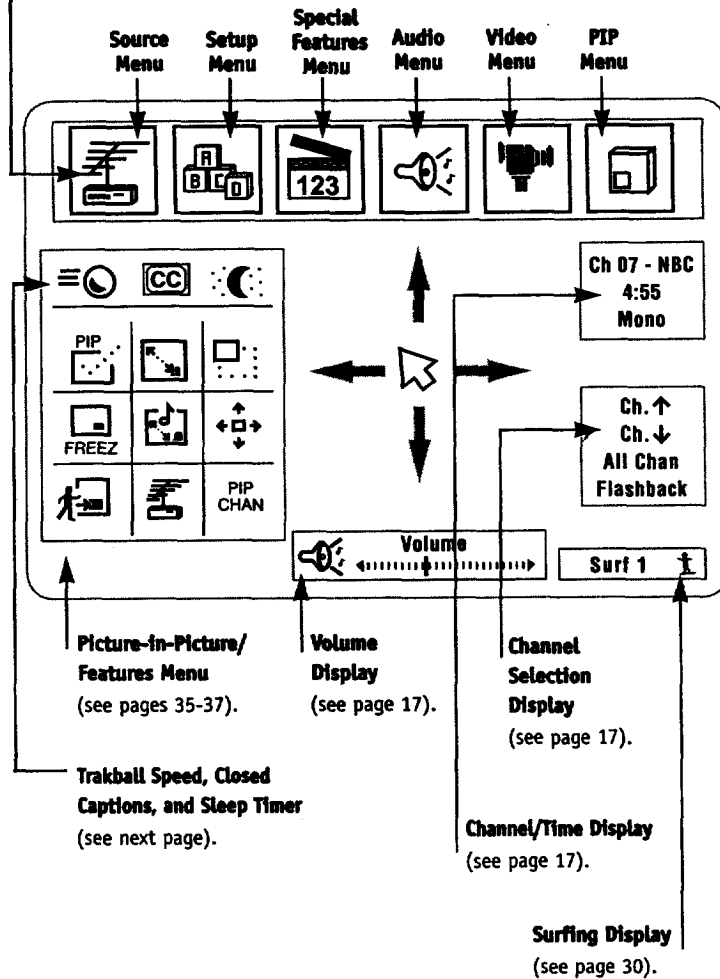 Source
Menu
Setup
Menu
Special
Features
Menu
Audio
Menu
Video
Menu
PIP
Menu
A
B C D
123
CC
PIP
FREEZ
PIP
CHAN
Ch 07 - NBC
4:55
Mono
Ch.↑
Ch.↓
All Chan
Flashback
Volume
Surf 1
Picture-in-Picture/
Features Menu
(see pages 35-37).
Volume
Display
(see page 17).
Channel
Selection
Display
(see page 17).
Trakball Speed, Closed
Captions, and Sleep Timer
(see next page).
Channel/Time Display
(see page 17).
Surfing Display
(see page 30).